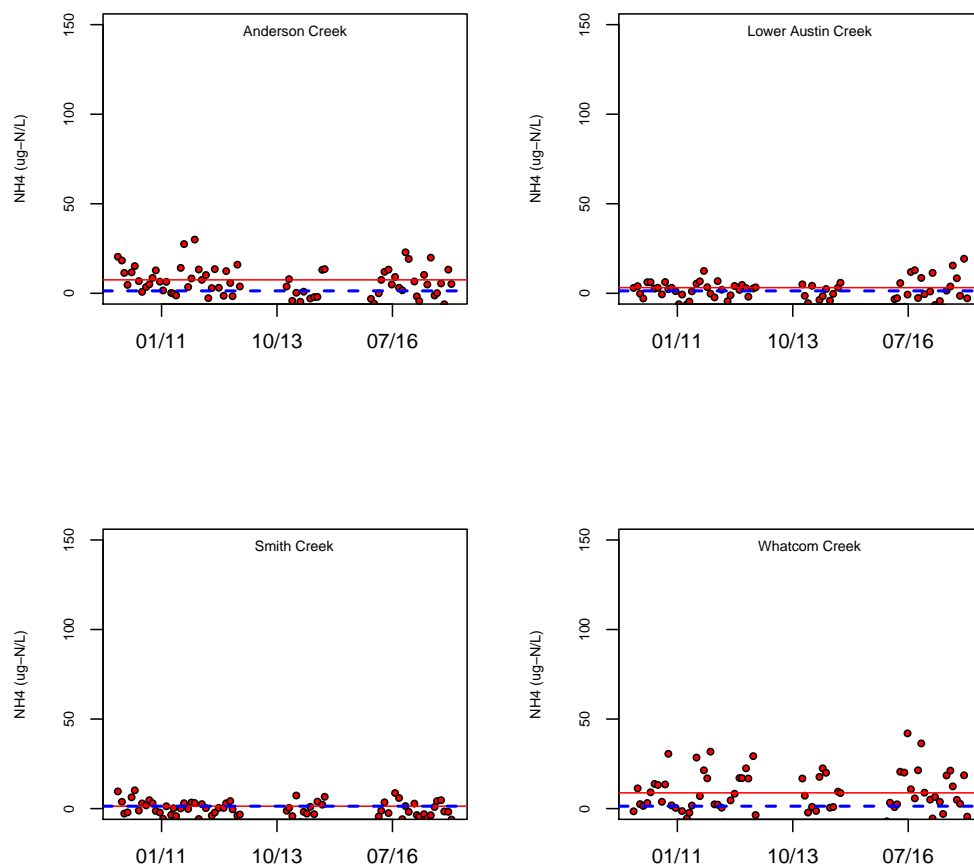 Anderson Creek
NH4 (ug−N/L)
150
100
50
0
01/11 10/13 07/16
Lower Austin Creek
NH4 (ug−N/L)
150
100
50
0
01/11 10/13 07/16
Smith Creek
NH4 (ug−N/L)
150
100
50
0
01/11 10/13 07/16
Whatcom Creek
NH4 (ug−N/L)
150
100
50
0
01/11 10/13 07/16